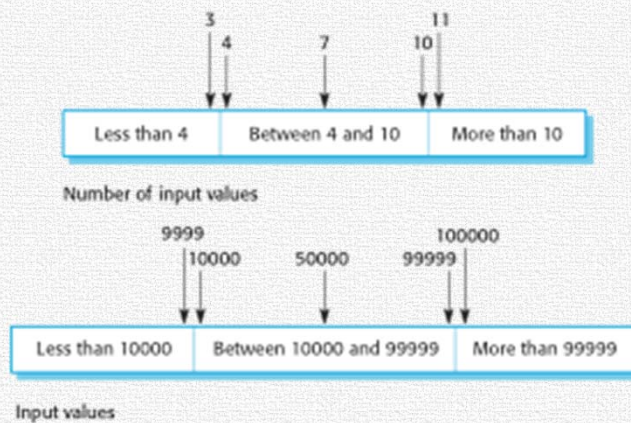 3 11
4 7 10
Less than 4 Between 4 and 10 More than 10
Number of input values
9999 100000
10000 50000 99999
Less than 10000 Between 10000 and 99999 More than 99999
Input values